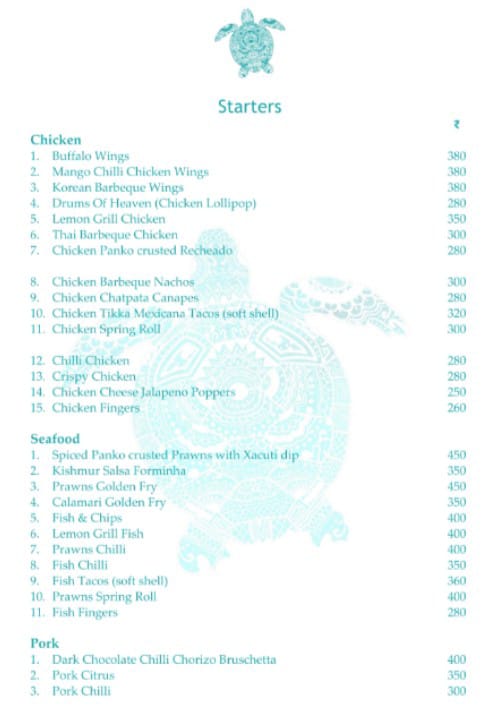 Starters
₹
Chicken
1. Buffalo Wings 380
2. Mango Chilli Chicken Wings 380
3. Korean Barbeque Wings 380
4. Drums Of Heaven (Chicken Lollipop) 280
5. Lemon Grill Chicken 350
6. Thai Barbeque Chicken 300
7. Chicken Panko crusted Recheado 280
8. Chicken Barbeque Nachos 300
9. Chicken Chatpata Canapes 280
10. Chicken Tikka Mexicana Tacos (soft shell) 320
11. Chicken Spring Roll 300
12. Chilli Chicken 280
13. Crispy Chicken 280
14. Chicken Cheese Jalapeno Poppers 250
15. Chicken Fingers 260
Seafood
1. Spiced Panko crusted Prawns with Xacuti dip 450
2. Kishmur Salsa Forminha 350
3. Prawns Golden Fry 450
4. Calamari Golden Fry 350
5. Fish & Chips 400
6. Lemon Grill Fish 400
7. Prawns Chilli 400
8. Fish Chilli 350
9. Fish Tacos (soft shell) 360
10. Prawns Spring Roll 400
11. Fish Fingers 280
Pork
1. Dark Chocolate Chilli Chorizo Bruschetta 400
2. Pork Citrus 350
3. Pork Chilli 300